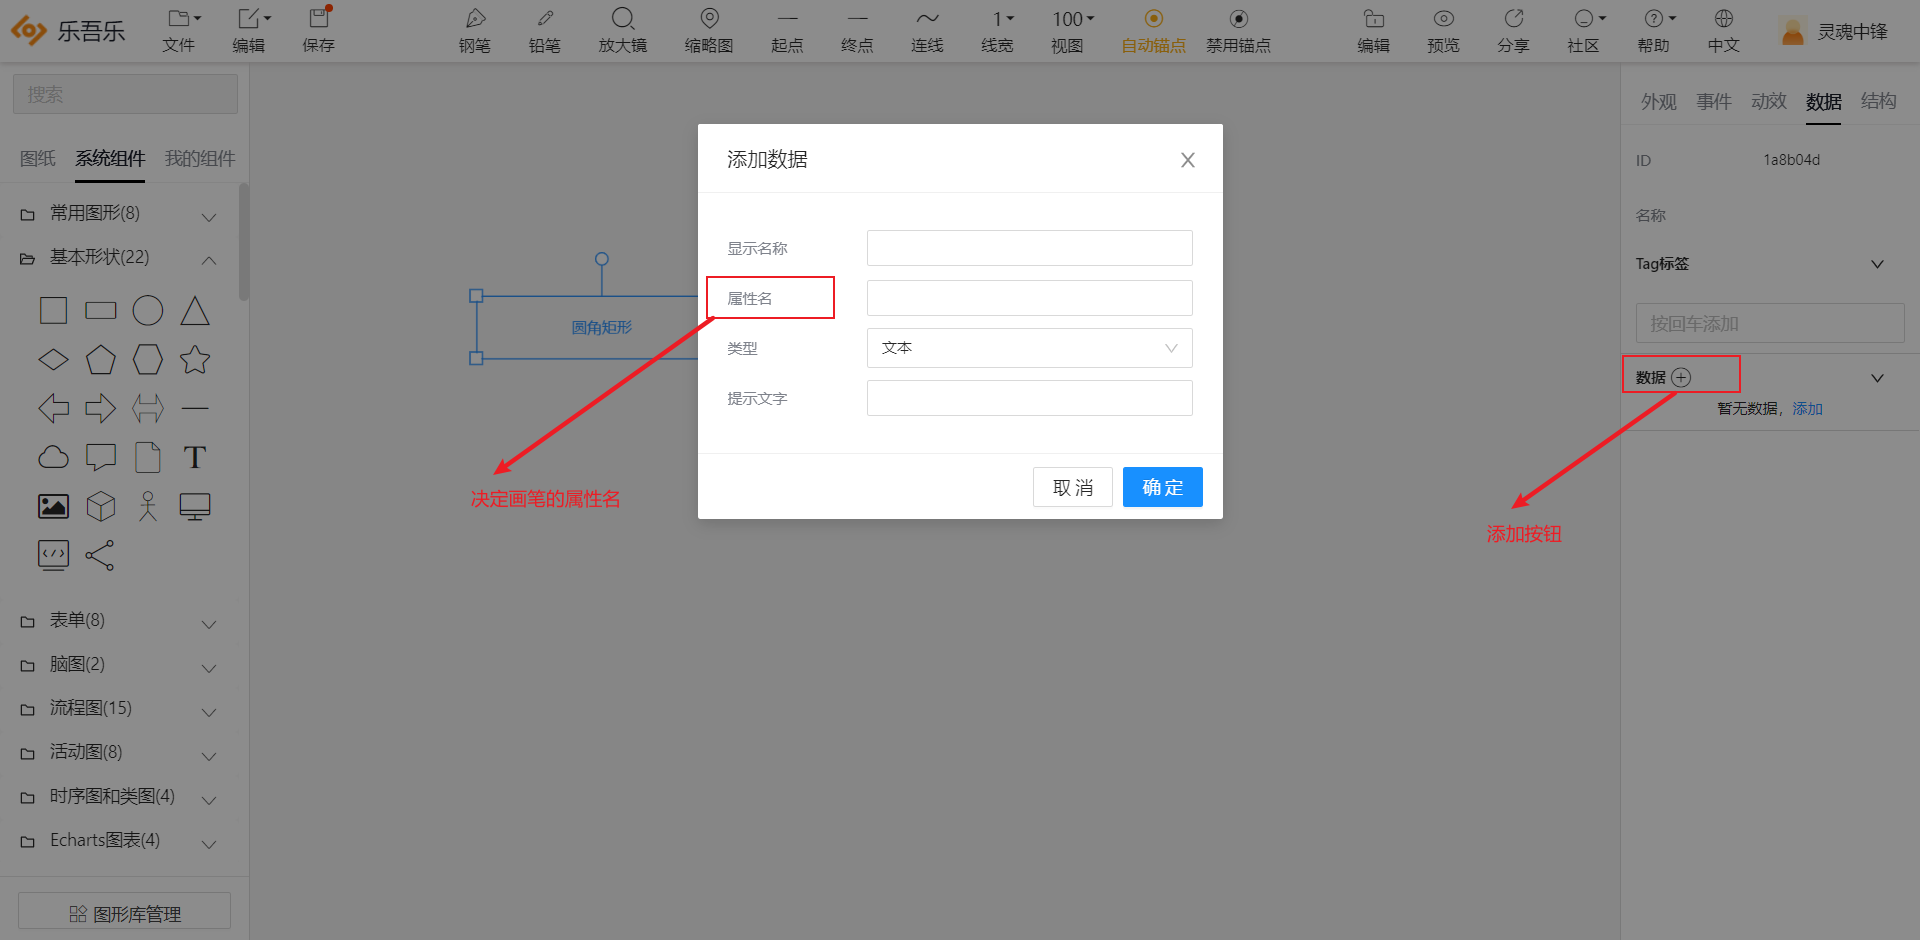 乐吾乐
文件
编辑
保存
钢笔
铅笔
放大镜
缩略图
起点
终点
连线
1
线宽
100
视图
自动锚点
禁用锚点
编辑
预览
分享
社区
帮助
中文
灵魂中锋
搜索
图纸 系统组件 我的组件
常用图形(8)
基本形状(22)
T
表单(8)
脑图(2)
流程图(15)
活动图(8)
时序图和类图(4)
Echarts图表(4)
图形库管理
圆角矩形
添加数据
显示名称
属性名
类型 文本
提示文字
取 消 确 定
决定画笔的属性名
外观 事件 动效 数据 结构
ID 1a8b04d
名称
Tag标签
按回车添加
数据
暂无数据，添加
添加按钮